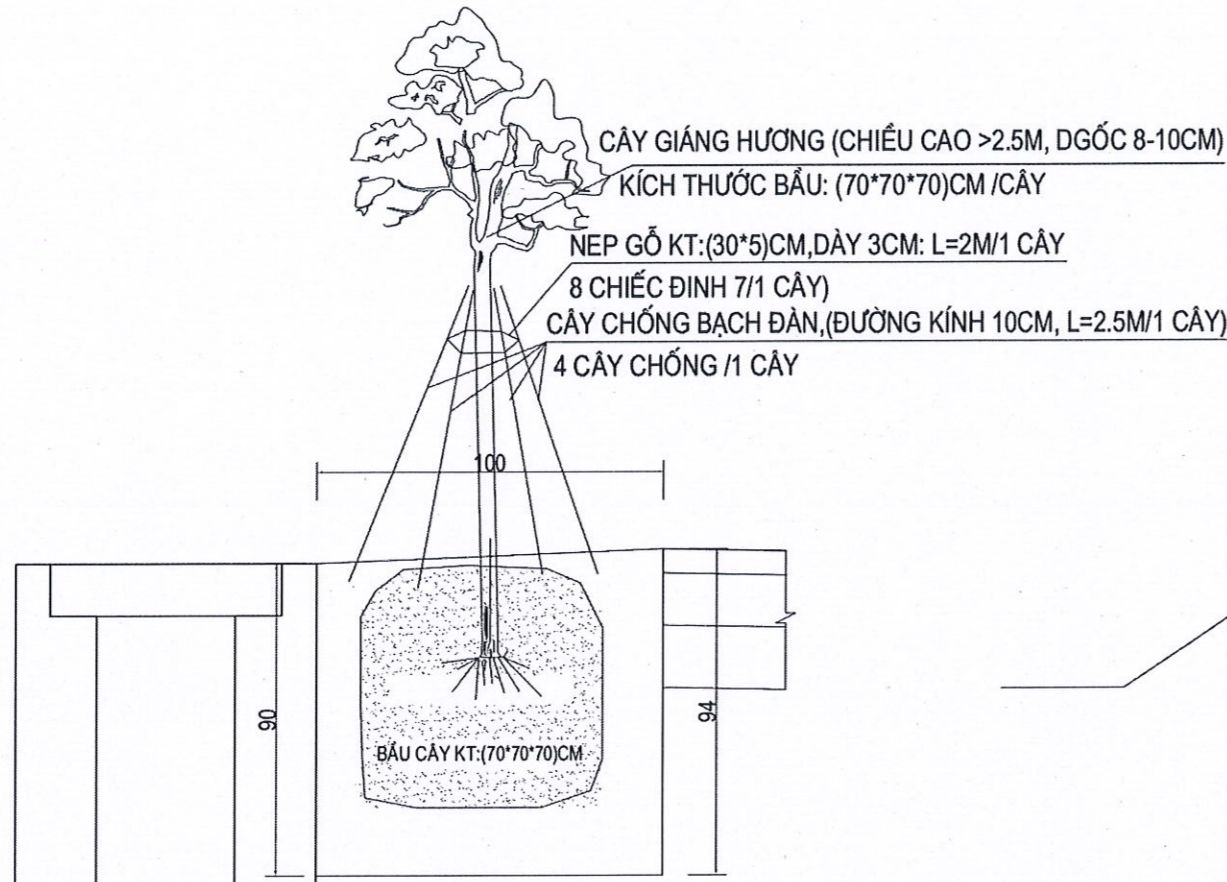 CÂY GIÁNG HƯƠNG (CHIỀU CAO >2.5M, DGỐC 8-10CM)
KÍCH THƯỚC BẦU: (70*70*70)CM /CÂY
NẸP GỖ KT:(30*5)CM,DÀY 3CM: L=2M/1 CÂY
8 CHIẾC ĐINH 7/1 CÂY)
CÂY CHỐNG BẠCH ĐÀN,(ĐƯỜNG KÍNH 10CM, L=2.5M/1 CÂY)
4 CÂY CHỐNG /1 CÂY
100
90
94
BẦU CÂY KT:(70*70*70)CM